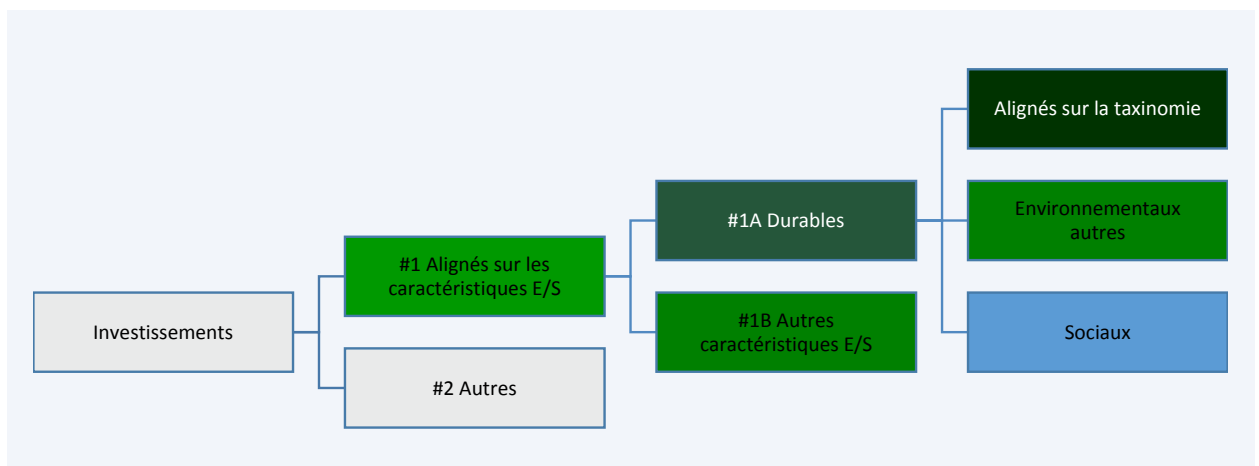 Investissements
#1 Alignés sur les
caractéristiques E/S
#2 Autres
#1A Durables
#1B Autres
caractéristiques E/S
Alignés sur la taxinomie
Environnementaux
autres
Sociaux